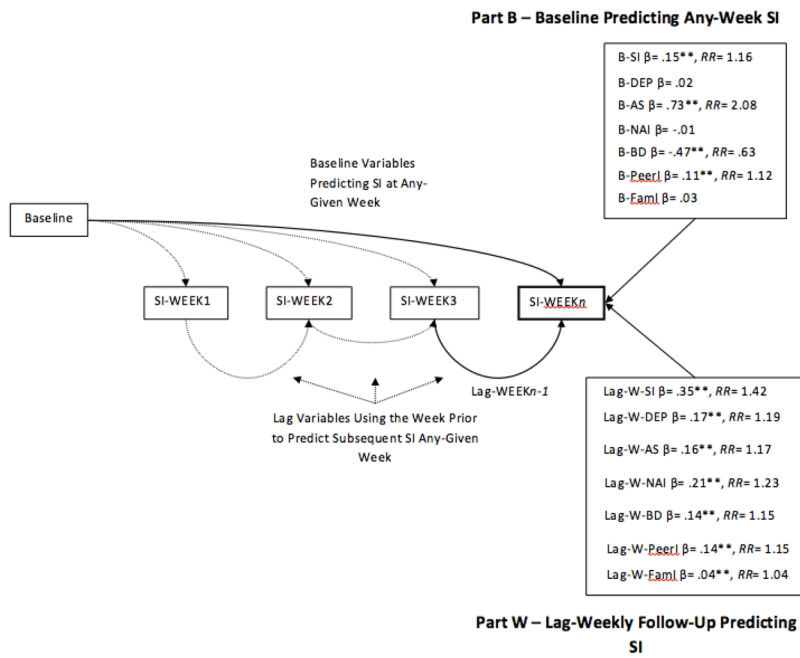 Part B – Baseline Predicting Any-Week SI
B-SI β= .15**, RR= 1.16
B-DEP β= .02
B-AS β= .73**, RR= 2.08
B-NAI β= -.01
B-BD β= -.47**, RR= .63
B-PeerI β= .11**, RR= 1.12
B-FamI β= .03
Baseline Variables
Predicting SI at Any-
Given Week
Baseline
SI-WEEK1
SI-WEEK2
SI-WEEK3
SI-WEEKn
Lag-WEEKn-1
Lag Variables Using the Week Prior
to Predict Subsequent SI Any-Given
Week
Lag-W-SI β= .35**, RR= 1.42
Lag-W-DEP β= .17**, RR= 1.19
Lag-W-AS β= .16**, RR= 1.17
Lag-W-NAI β= .21**, RR= 1.23
Lag-W-BD β= .14**, RR= 1.15
Lag-W-PeerI β= .14**, RR= 1.15
Lag-W-FamI β= .04**, RR= 1.04
Part W – Lag-Weekly Follow-Up Predicting
SI